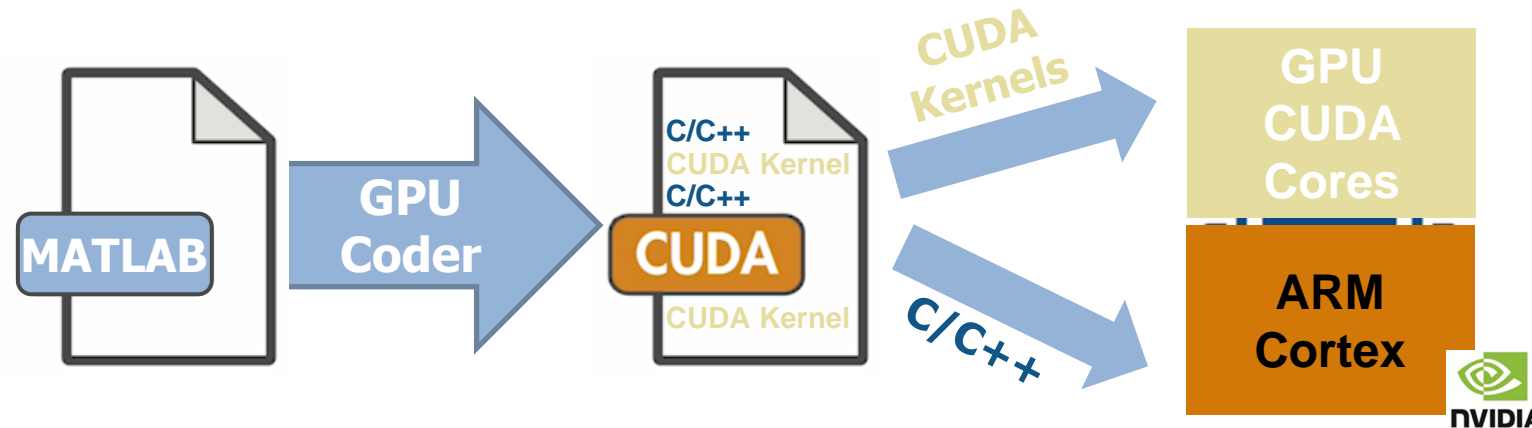 MATLAB
GPU
Coder
C/C++
CUDA Kernel
C/C++
CUDA
CUDA Kernel
CUDA
Kernels
C/C++
GPU
CUDA
Cores
ARM
Cortex
NVIDIA